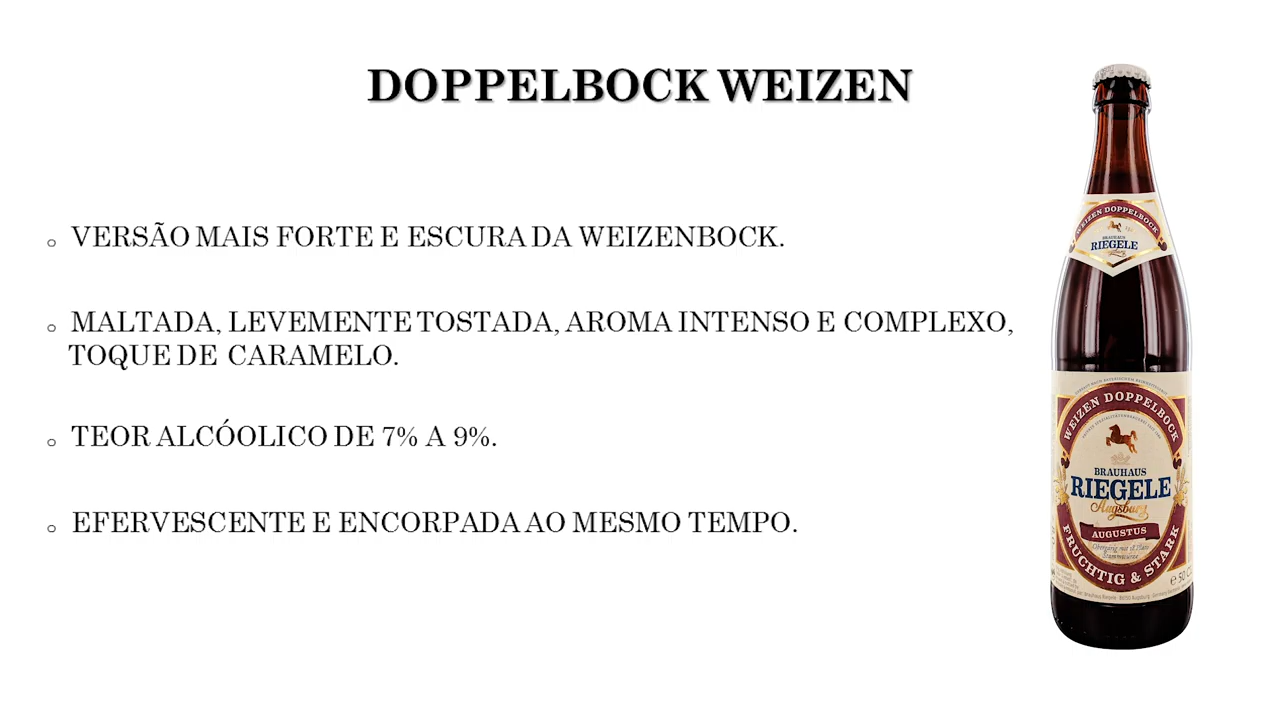 DOPPELBOCK WEIZEN
VERSÃO MAIS FORTE E ESCURA DA WEIZENBOCK.
MALTADA, LEVEMENTE TOSTADA, AROMA INTENSO E COMPLEXO,
TOQUE DE CARAMELO.
TEOR ALCÓOLICO DE 7% A 9%.
EFERVESCENTE E ENCORPADA AO MESMO TEMPO.
WEIZEN DOPPELBOCK
BRAUHAUS
RIEGELE
WEIZEN DOPPELBOCK
BRAUHAUS
RIEGELE
Augsburg
AUGUSTUS
FRUCHTIG & STARK